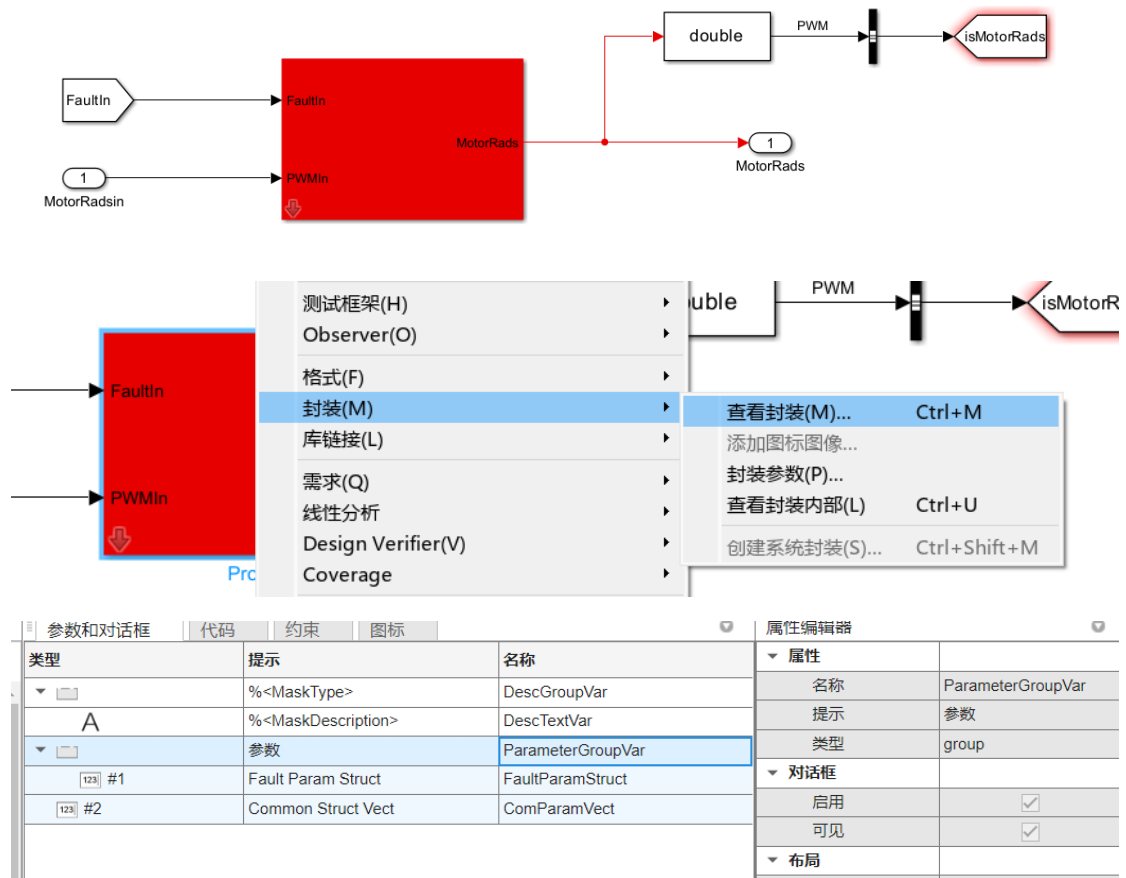 double
PWM
isMotorRads
FaultIn
FaultIn
MotorRads
1
MotorRads
1
MotorRadsin
PWMIn
测试框架(H)
Observer(O)
格式(F)
封装(M)
库链接(L)
需求(Q)
线性分析
Design Verifier(V)
Coverage
FaultIn
PWMIn
Pro
uble
PWM
isMotorR
查看封装(M)... Ctrl+M
添加图标图像...
封装参数(P)...
查看封装内部(L) Ctrl+U
创建系统封装(S)... Ctrl+Shift+M
参数和对话框 代码 约束 图标
类型 提示 名称
%<MaskType> DescGroupVar
A %<MaskDescription> DescTextVar
参数 ParameterGroupVar
123 #1 Fault Param Struct FaultParamStruct
123 #2 Common Struct Vect ComParamVect
属性编辑器
属性
名称 ParameterGroupVar
提示 参数
类型 group
对话框
启用
可见
布局